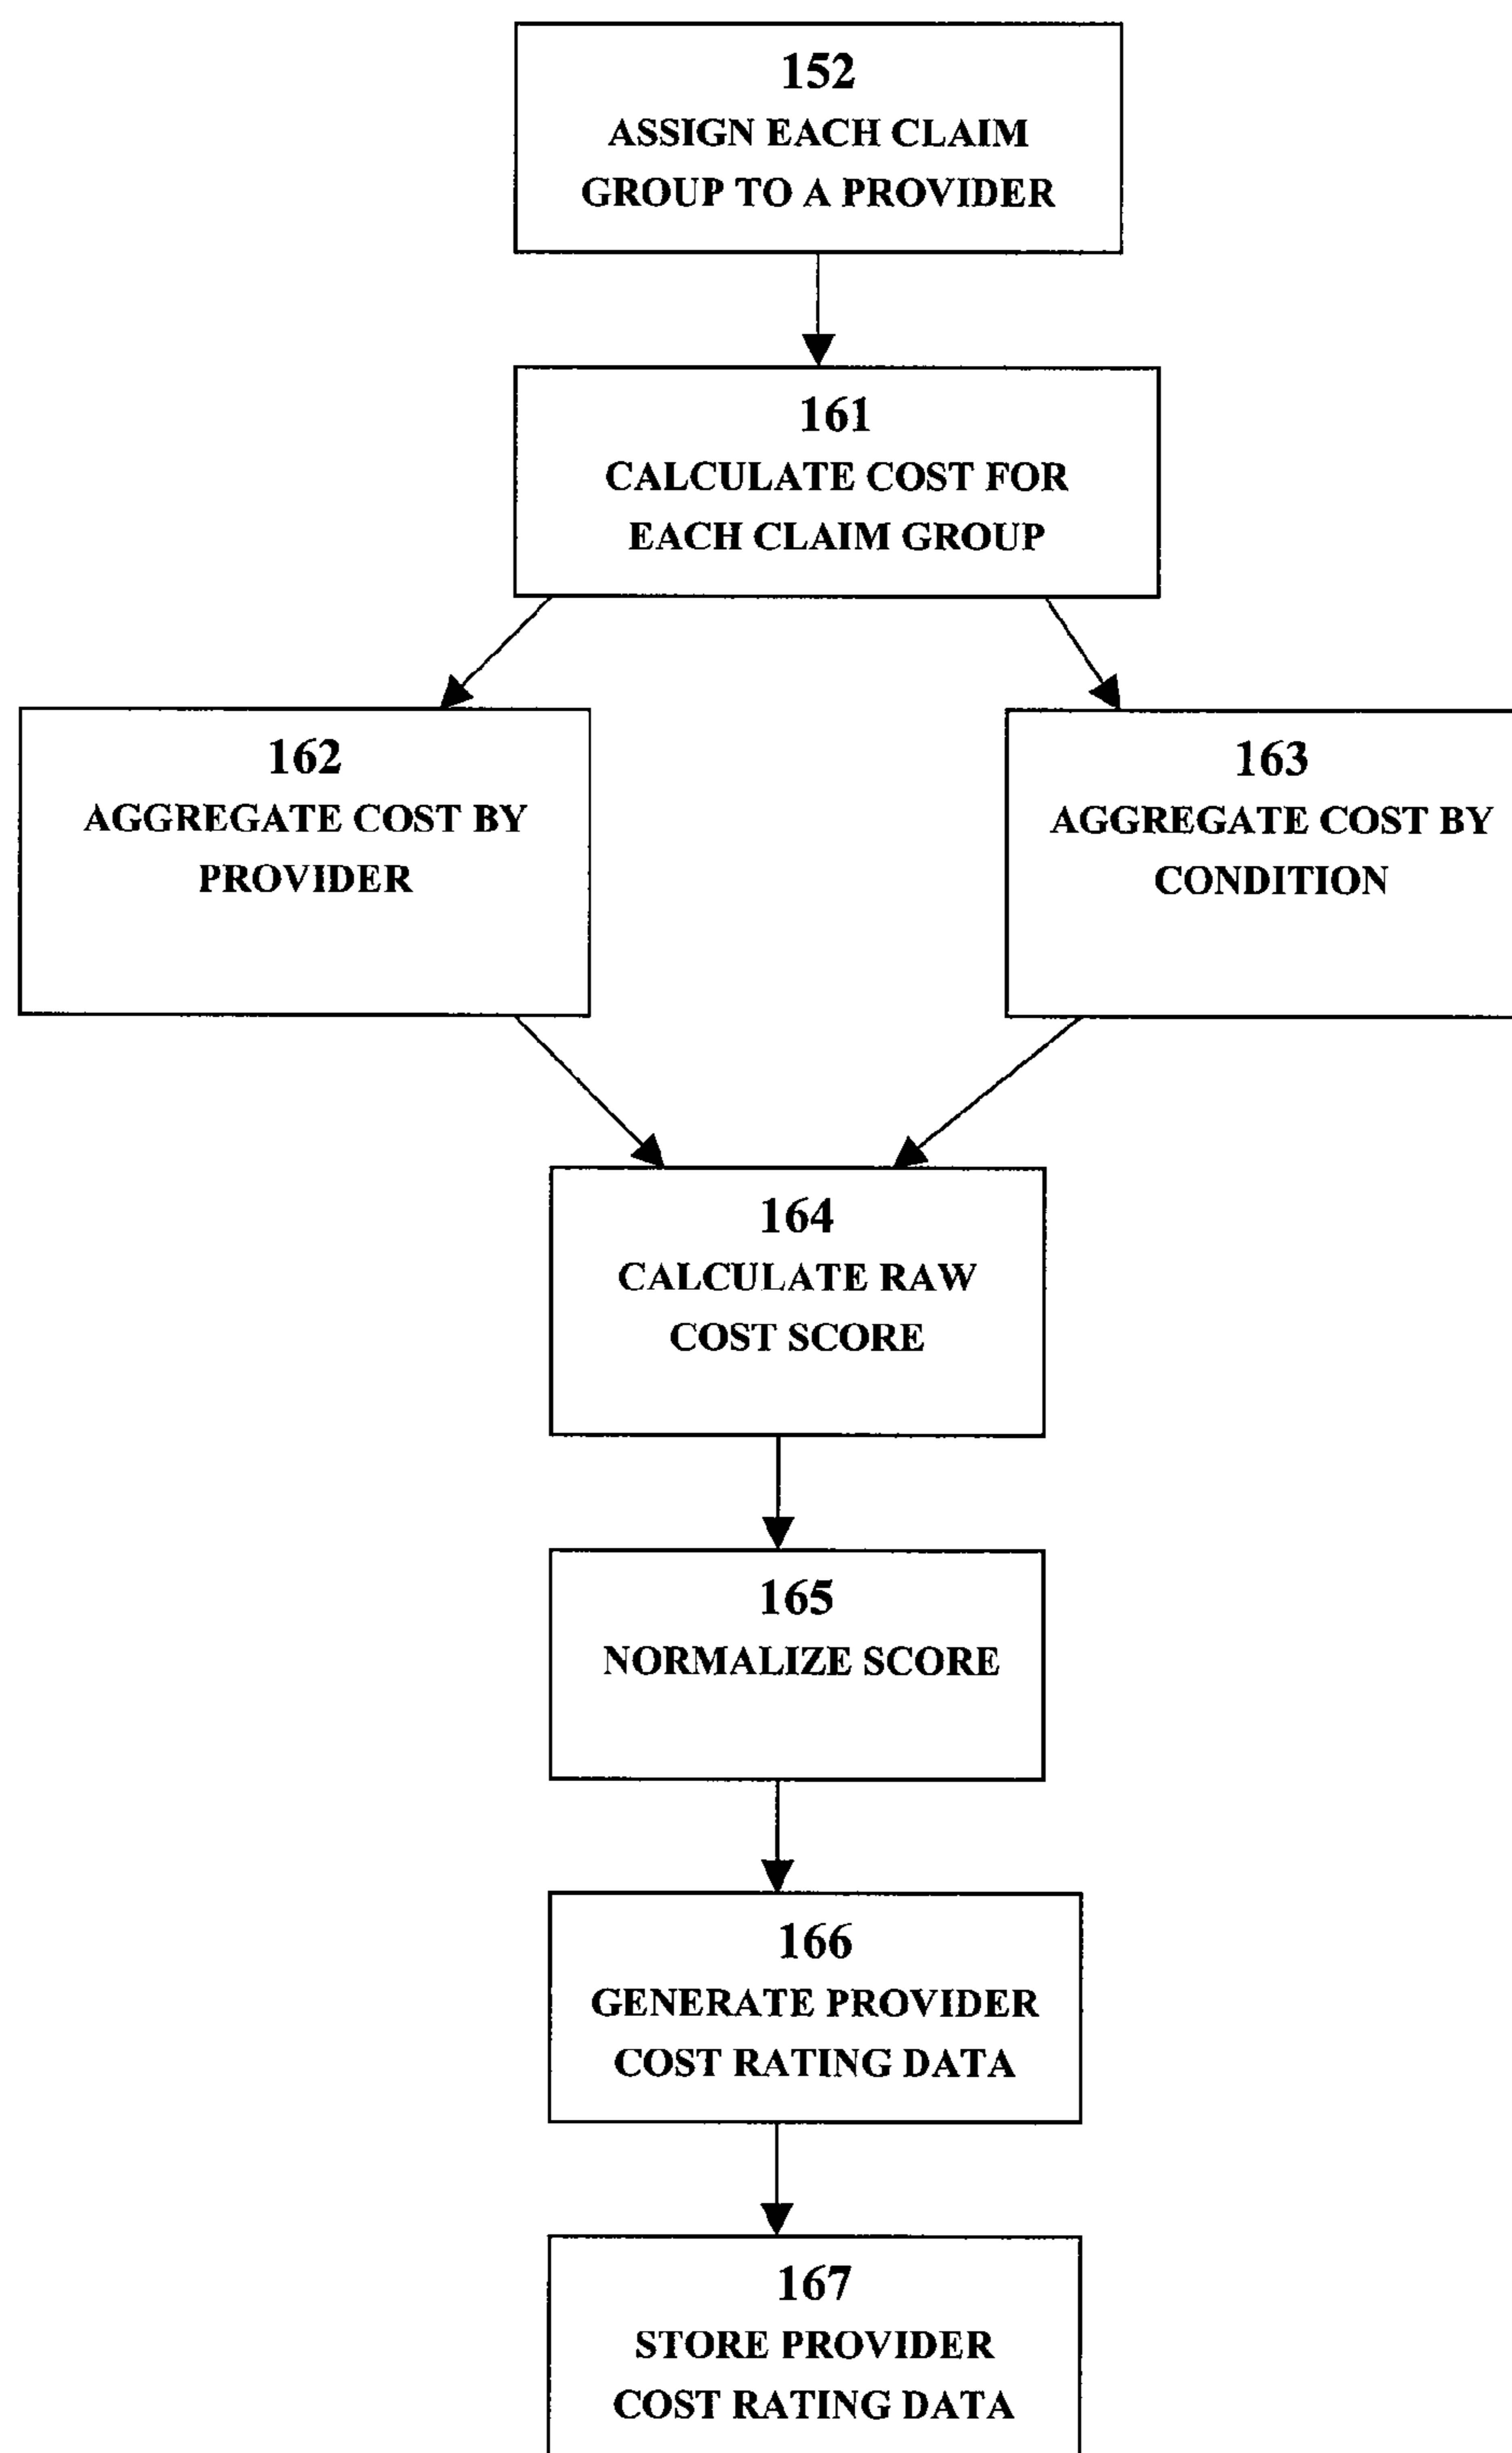 152
ASSIGN EACH CLAIM
GROUP TO A PROVIDER
161
CALCULATE COST FOR
EACH CLAIM GROUP
162
AGGREGATE COST BY
PROVIDER
163
AGGREGATE COST BY
CONDITION
164
CALCULATE RAW
COST SCORE
165
NORMALIZE SCORE
166
GENERATE PROVIDER
COST RATING DATA
167
STORE PROVIDER
COST RATING DATA